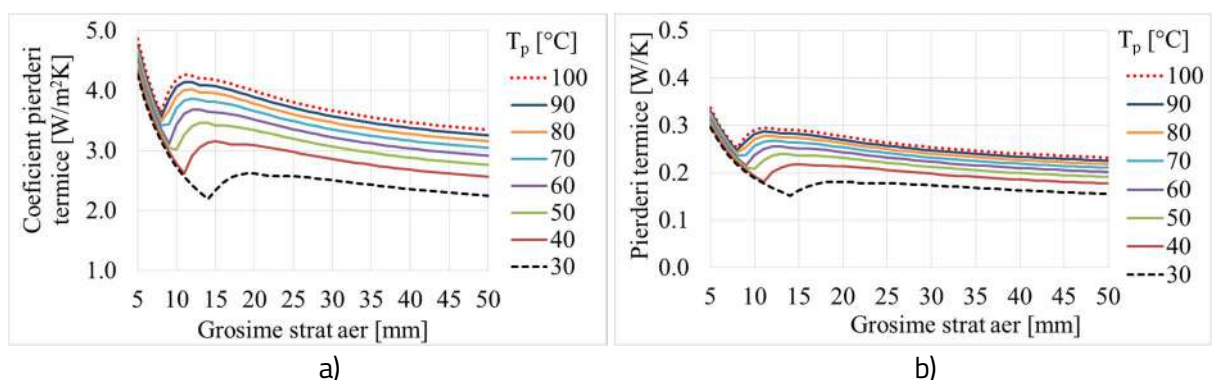 Coeficient pierderi
termice [W/m²K]
5.0
4.0
3.0
2.0
1.0
5 10 15 20 25 30 35 40 45 50
Grosime strat aer [mm]
Tp [°C]
100
90
80
70
60
50
40
30
a)
Pierderi termice [W/K]
0.5
0.4
0.3
0.2
0.1
0.0
5 10 15 20 25 30 35 40 45 50
Grosime strat aer [mm]
Tp [°C]
100
90
80
70
60
50
40
30
b)